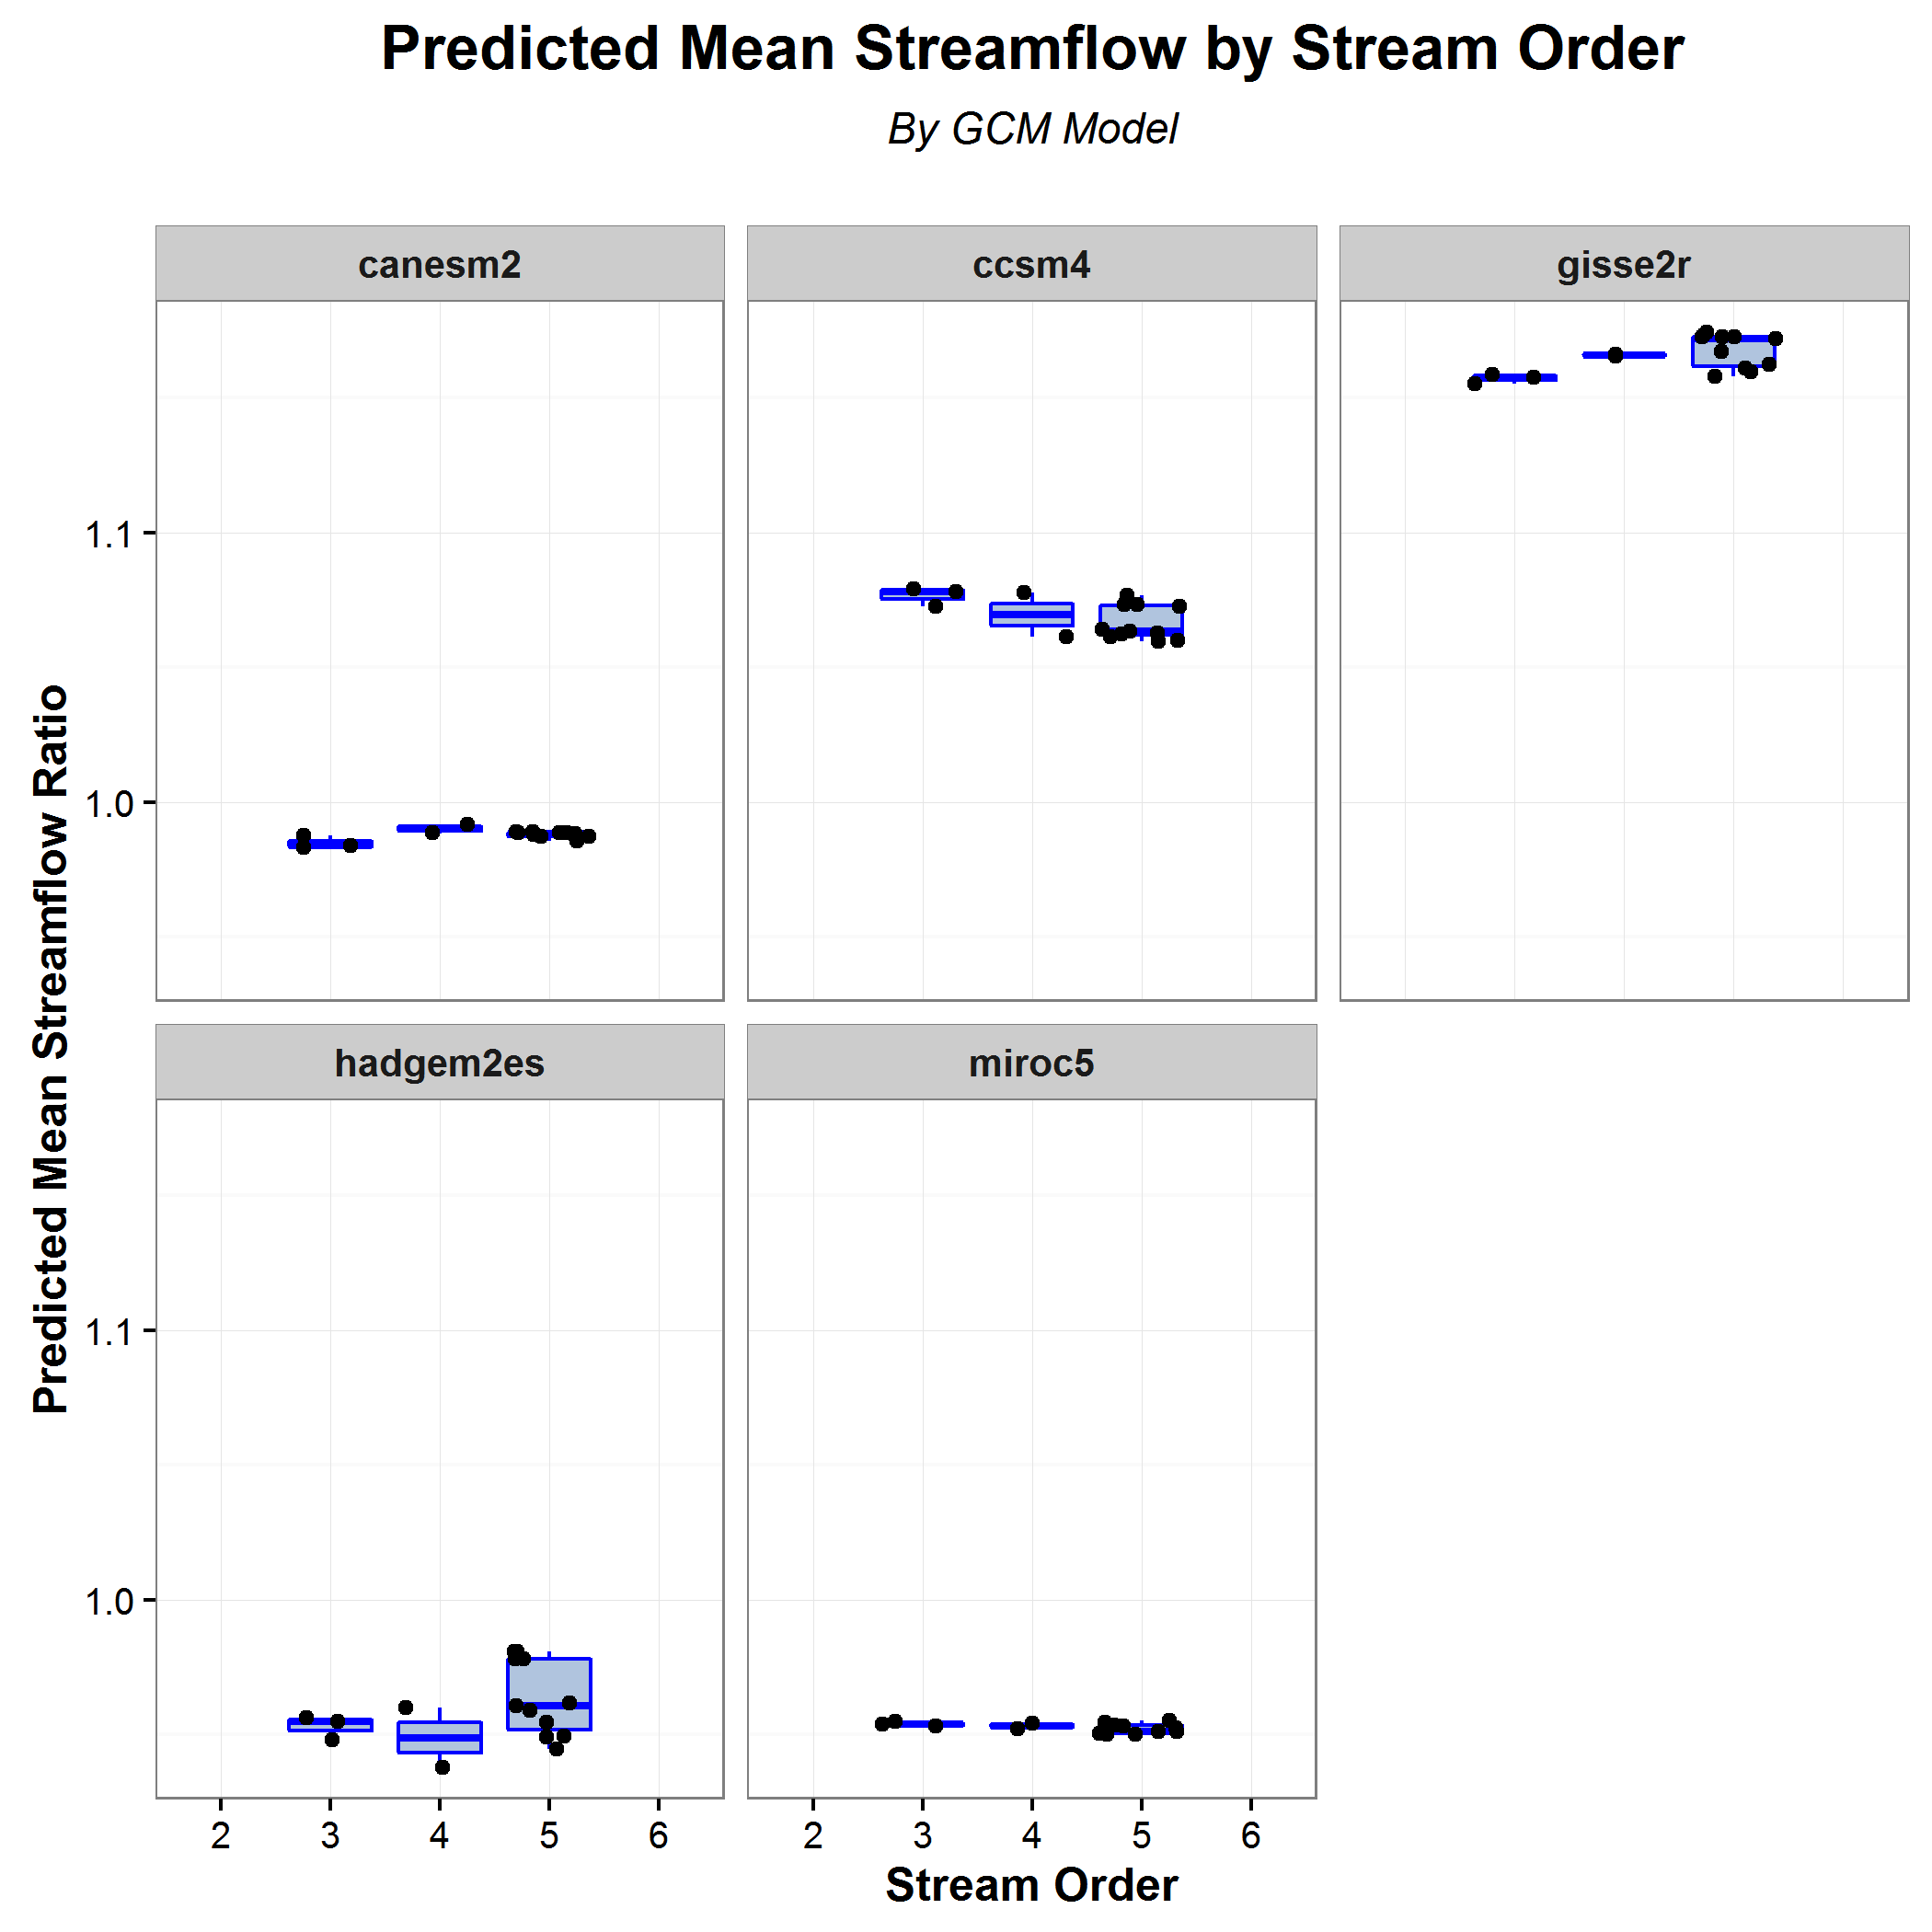 Predicted Mean Streamflow by Stream Order
By GCM Model
canesm2
ccsm4
gisse2r
1.1
1.0
Predicted Mean Streamflow Ratio
hadgem2es
miroc5
1.1
1.0
2 3 4 5 6
2 3 4 5 6
Stream Order